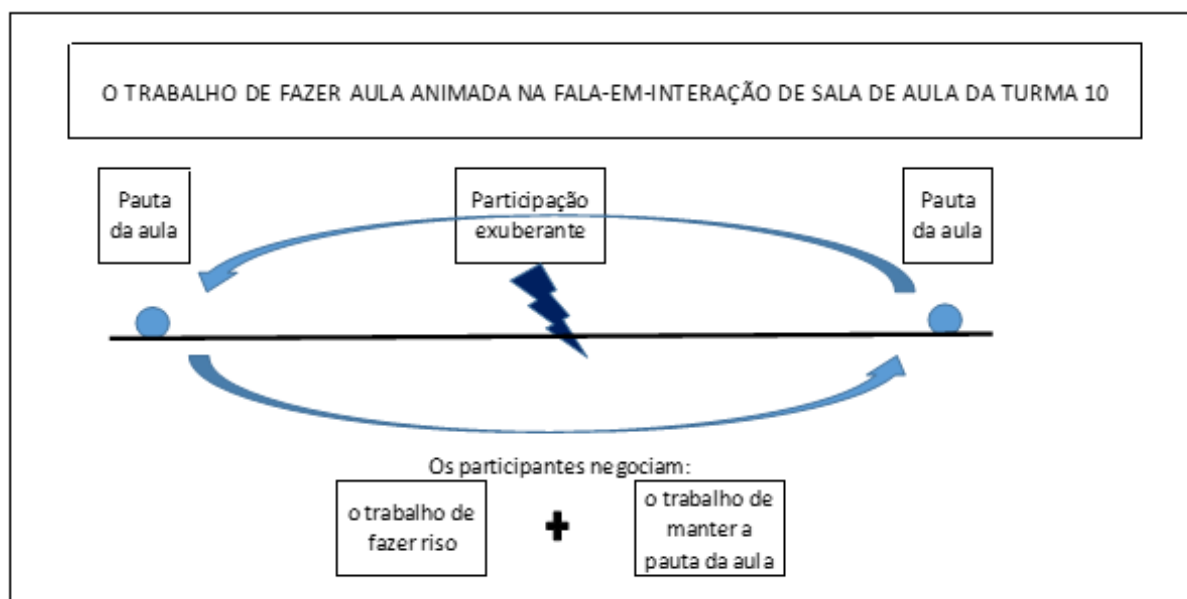 O TRABALHO DE FAZER AULA ANIMADA NA FALA-EM-INTERAÇÃO DE SALA DE AULA DA TURMA 10
Pauta
da aula
Participação
exuberante
Pauta
da aula
Os participantes negociam:
o trabalho de
fazer riso
+
o trabalho de
manter a
pauta da aula